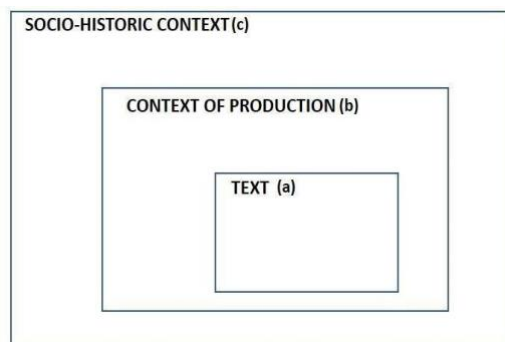 SOCIO-HISTORIC CONTEXT (c)
CONTEXT OF PRODUCTION (b)
TEXT (a)